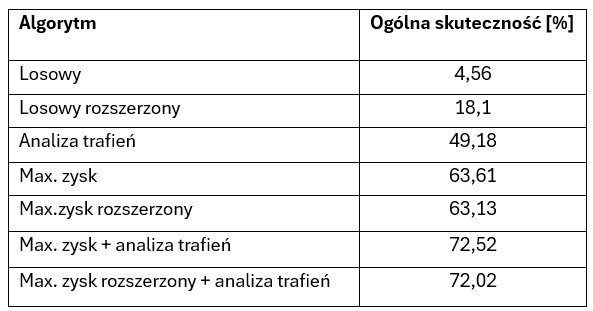 Algorytm Ogólna skuteczność [%]
Losowy 4,56
Losowy rozszerzony 18,1
Analiza trafień 49,18
Max. zysk 63,61
Max.zysk rozszerzony 63,13
Max. zysk + analiza trafień 72,52
Max. zysk rozszerzony + analiza trafień 72,02